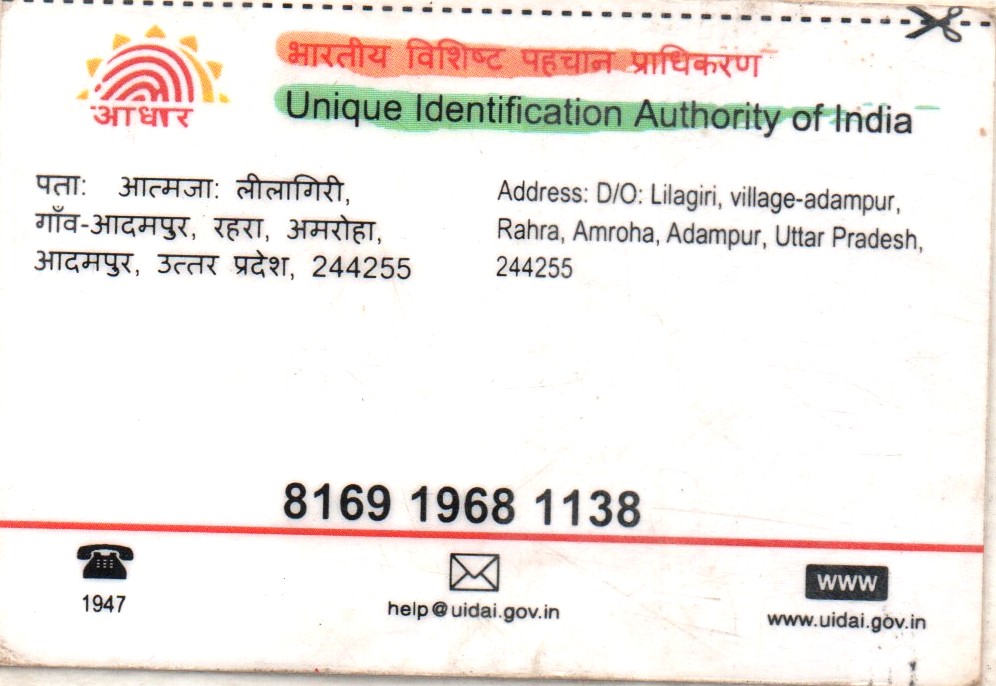 आधार
भारतीय विशिष्ट पहचान प्राधिकरण
Unique Identification Authority of India
पता: आत्मजा: लीलागिरी,
गाँव-आदमपुर, रहरा, अमरोहा,
आदमपुर, उत्तर प्रदेश, 244255
Address: D/O: Lilagiri, village-adampur,
Rahra, Amroha, Adampur, Uttar Pradesh,
244255
8169 1968 1138
1947
help@uidai.gov.in
www
www.uidai.gov.in